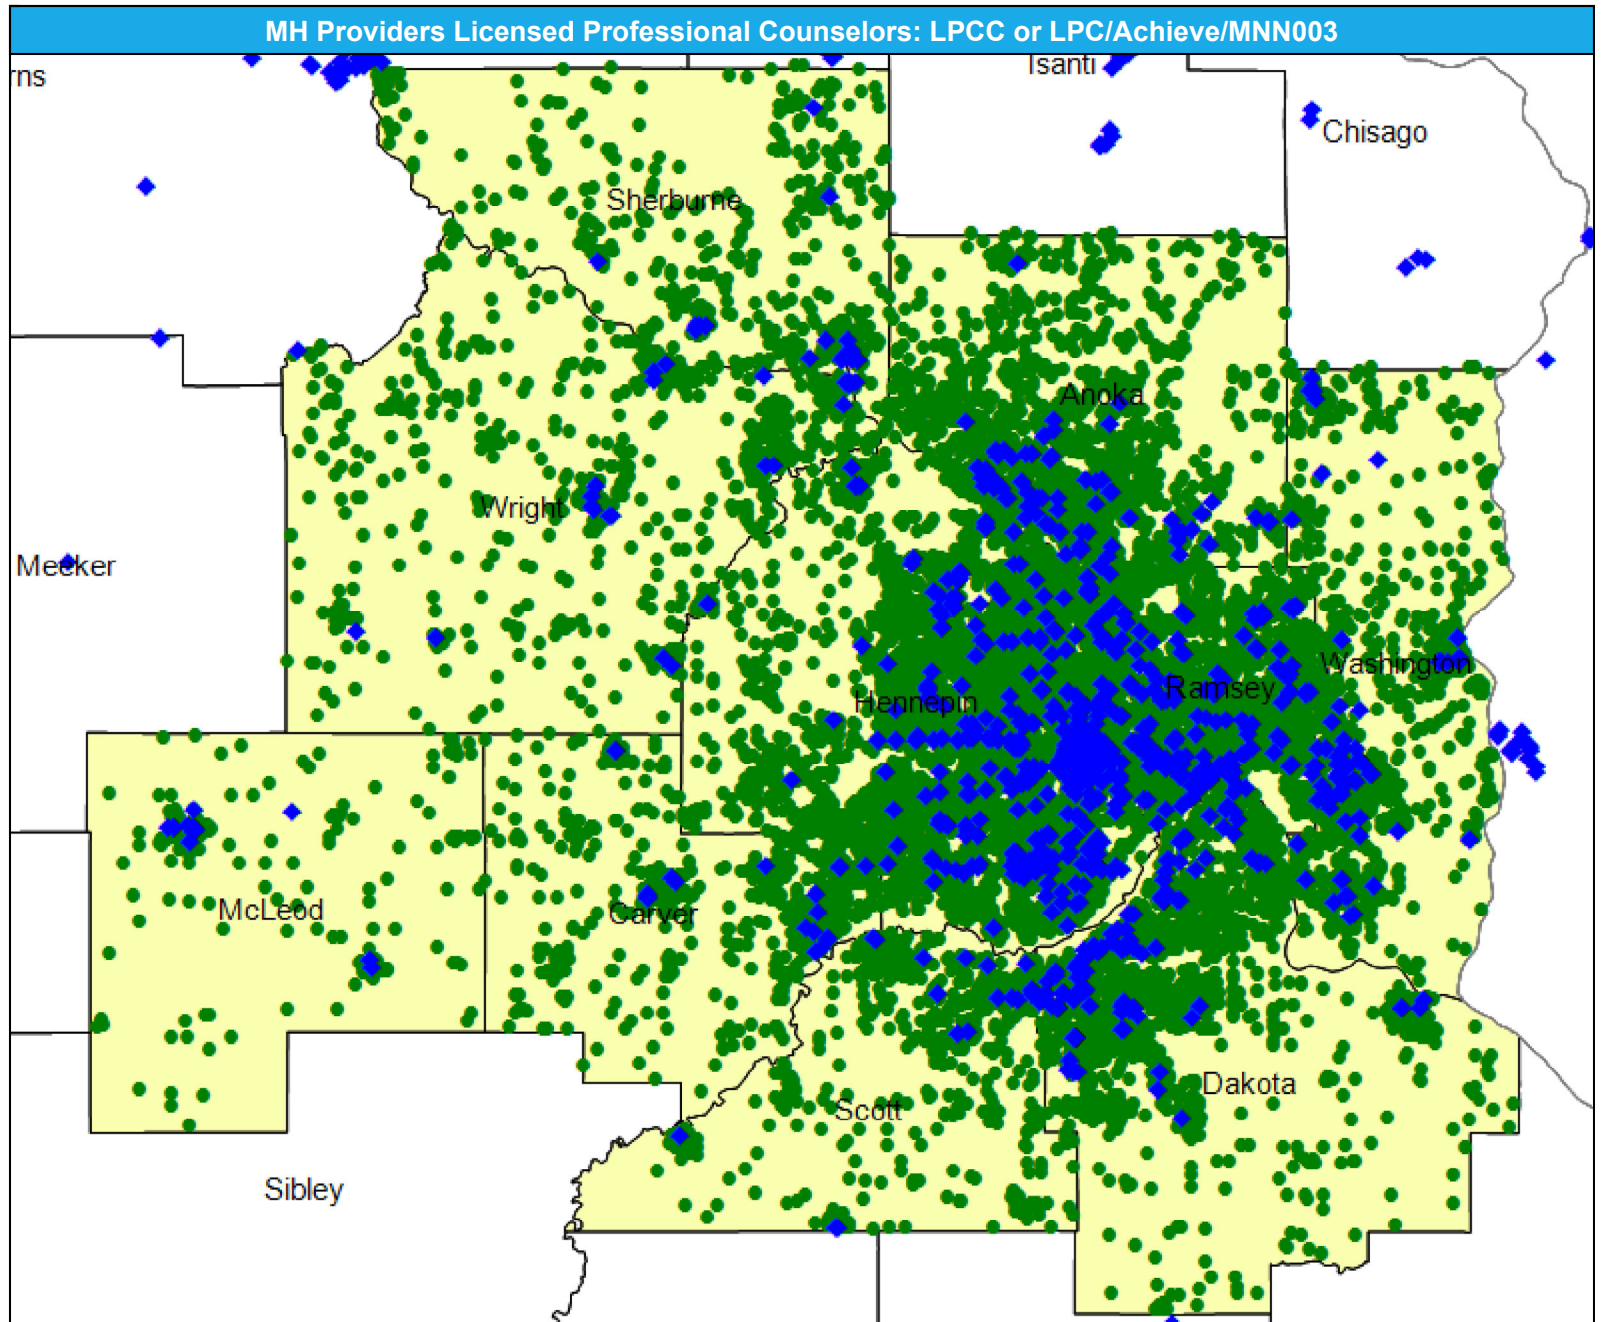 MH Providers Licensed Professional Counselors: LPCC or LPC/Achieve/MNN003
rns
Isanti
Chisago
Sherburne
Anoka
Wright
Meeker
Washington
Ramsey
Hennepin
McLeod
Carver
Dakota
Scott
Sibley